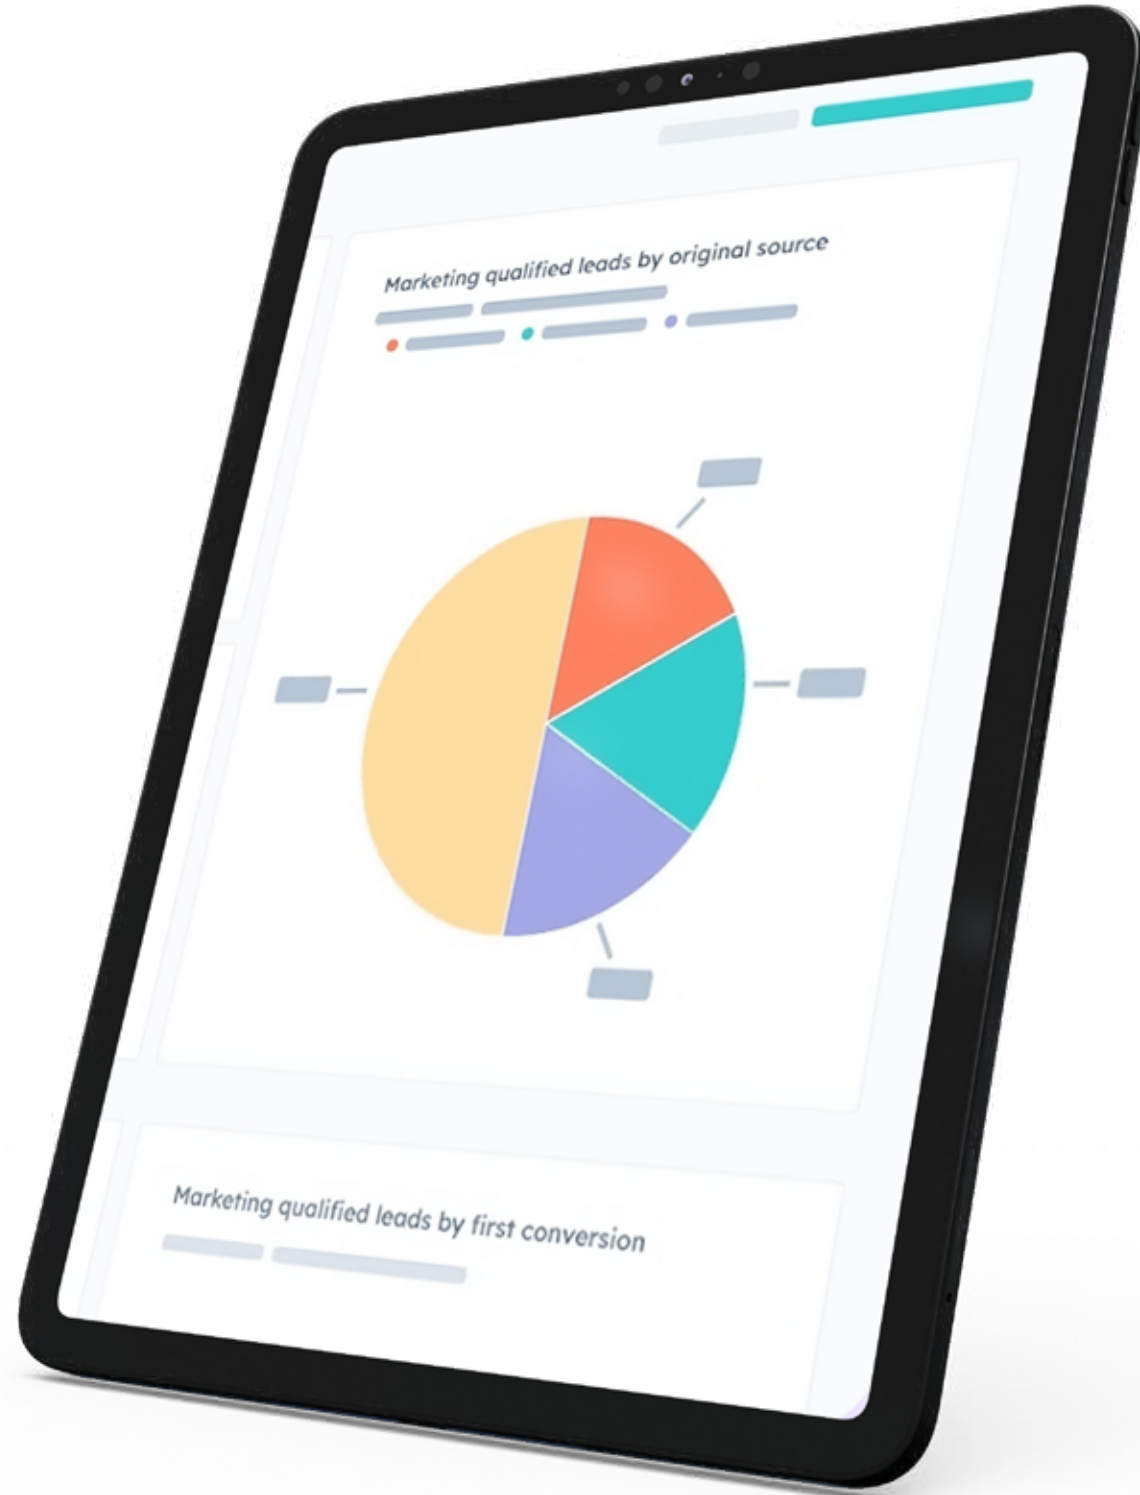 Marketing qualified leads by original source
Marketing qualified leads by first conversion